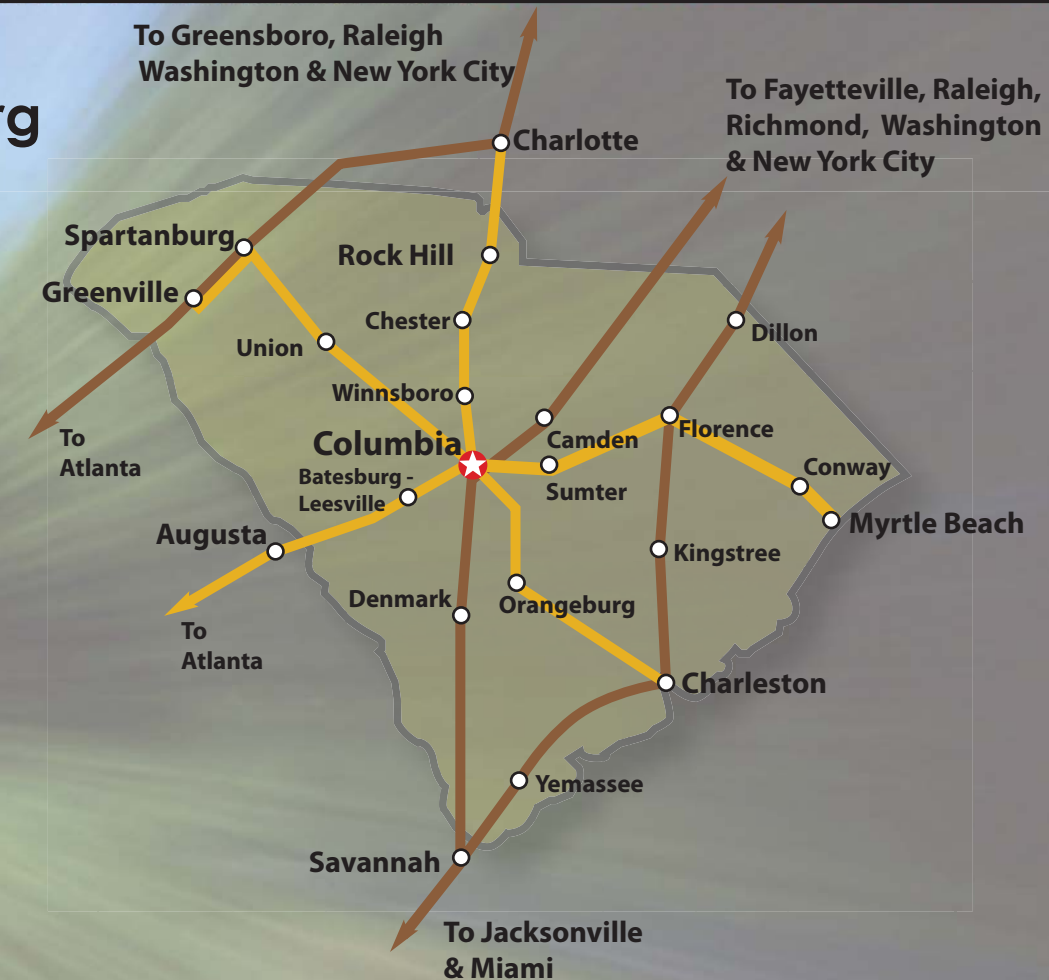 To Greensboro, Raleigh
Washington & New York City
To Fayetteville, Raleigh,
Richmond, Washington
& New York City
rg
Charlotte
Spartanburg
Rock Hill
Greenville
Chester
Dillon
Union
Winnsboro
Columbia
Camden
Florence
To
Atlanta
Batesburg -
Leesville
Sumter
Conway
Augusta
Myrtle Beach
Kingstree
Denmark
Orangeburg
To
Atlanta
Charleston
Yemassee
Savannah
To Jacksonville
& Miami